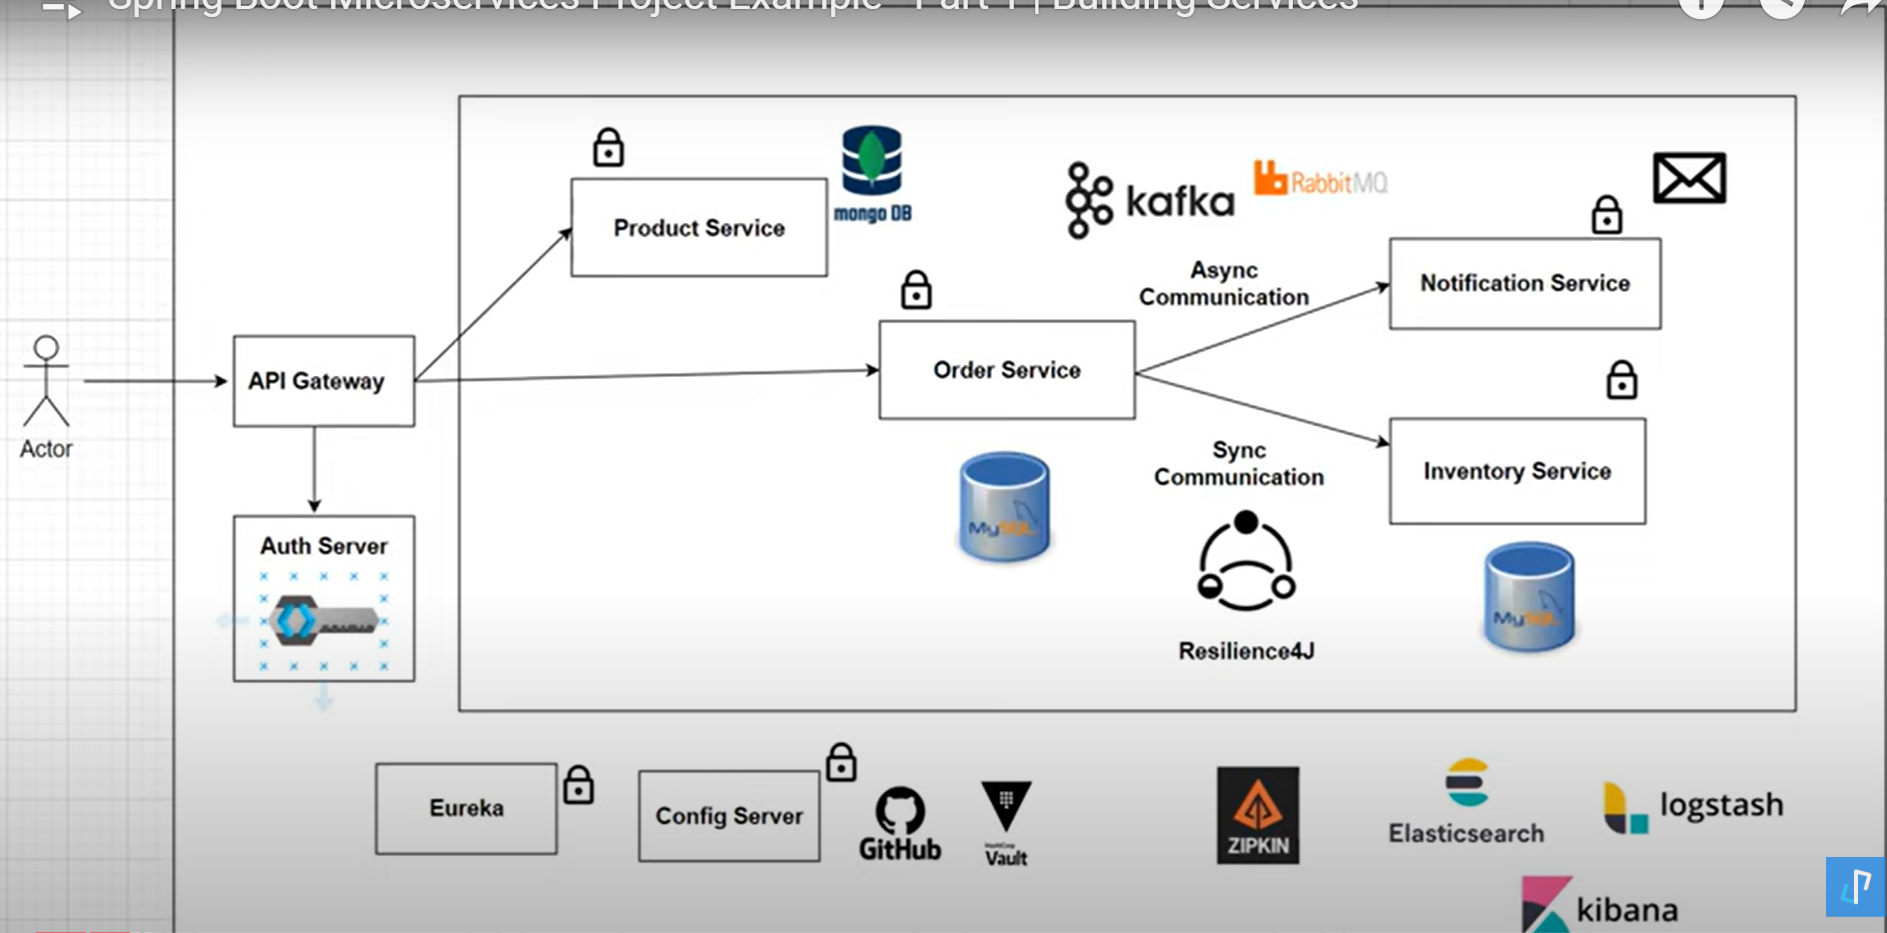 Spring Boot Microservices Project Example - Part 1 | Building Services
Product Service
mongo DB
kafka
RabbitMQ
Async
Communication
Notification Service
API Gateway
Order Service
Actor
Sync
Communication
Inventory Service
MySQL
Auth Server
MySQL
Resilience4J
Eureka
Config Server
GitHub
HashiCorp
Vault
ZIPKIN
Elasticsearch
logstash
kibana